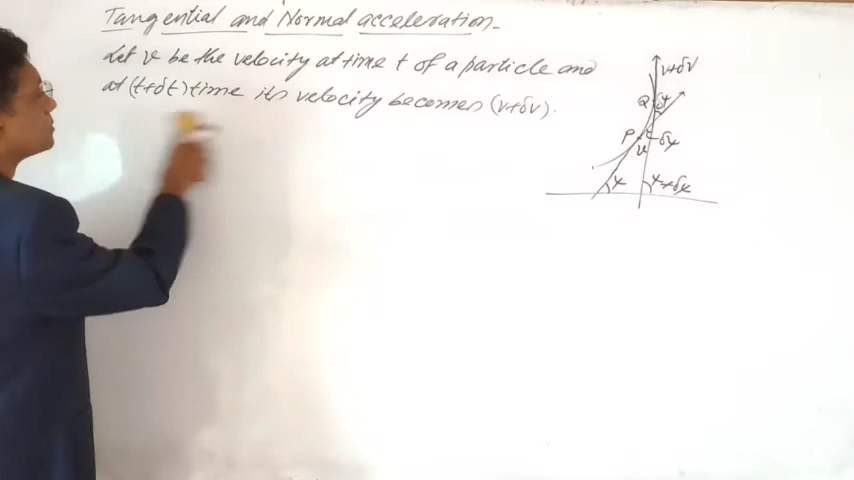 Tangential and Normal acceleration-
Let v be the velocity at time t of a particle and
at (t+δt) time its velocity becomes (v+δv).
v+δv
Q δψ
P δψ
v
ψ ψ+δψ